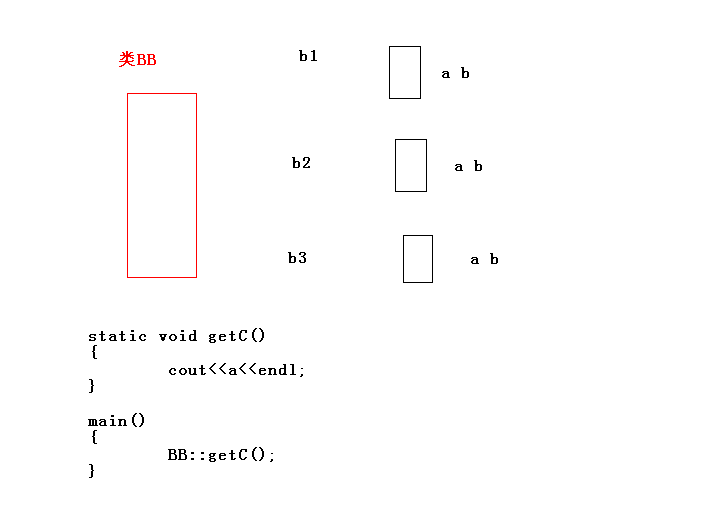 类BB
b1
a b
b2
a b
b3
a b
static void getC()
{
cout<<a<<endl;
}
main()
{
BB::getC();
}